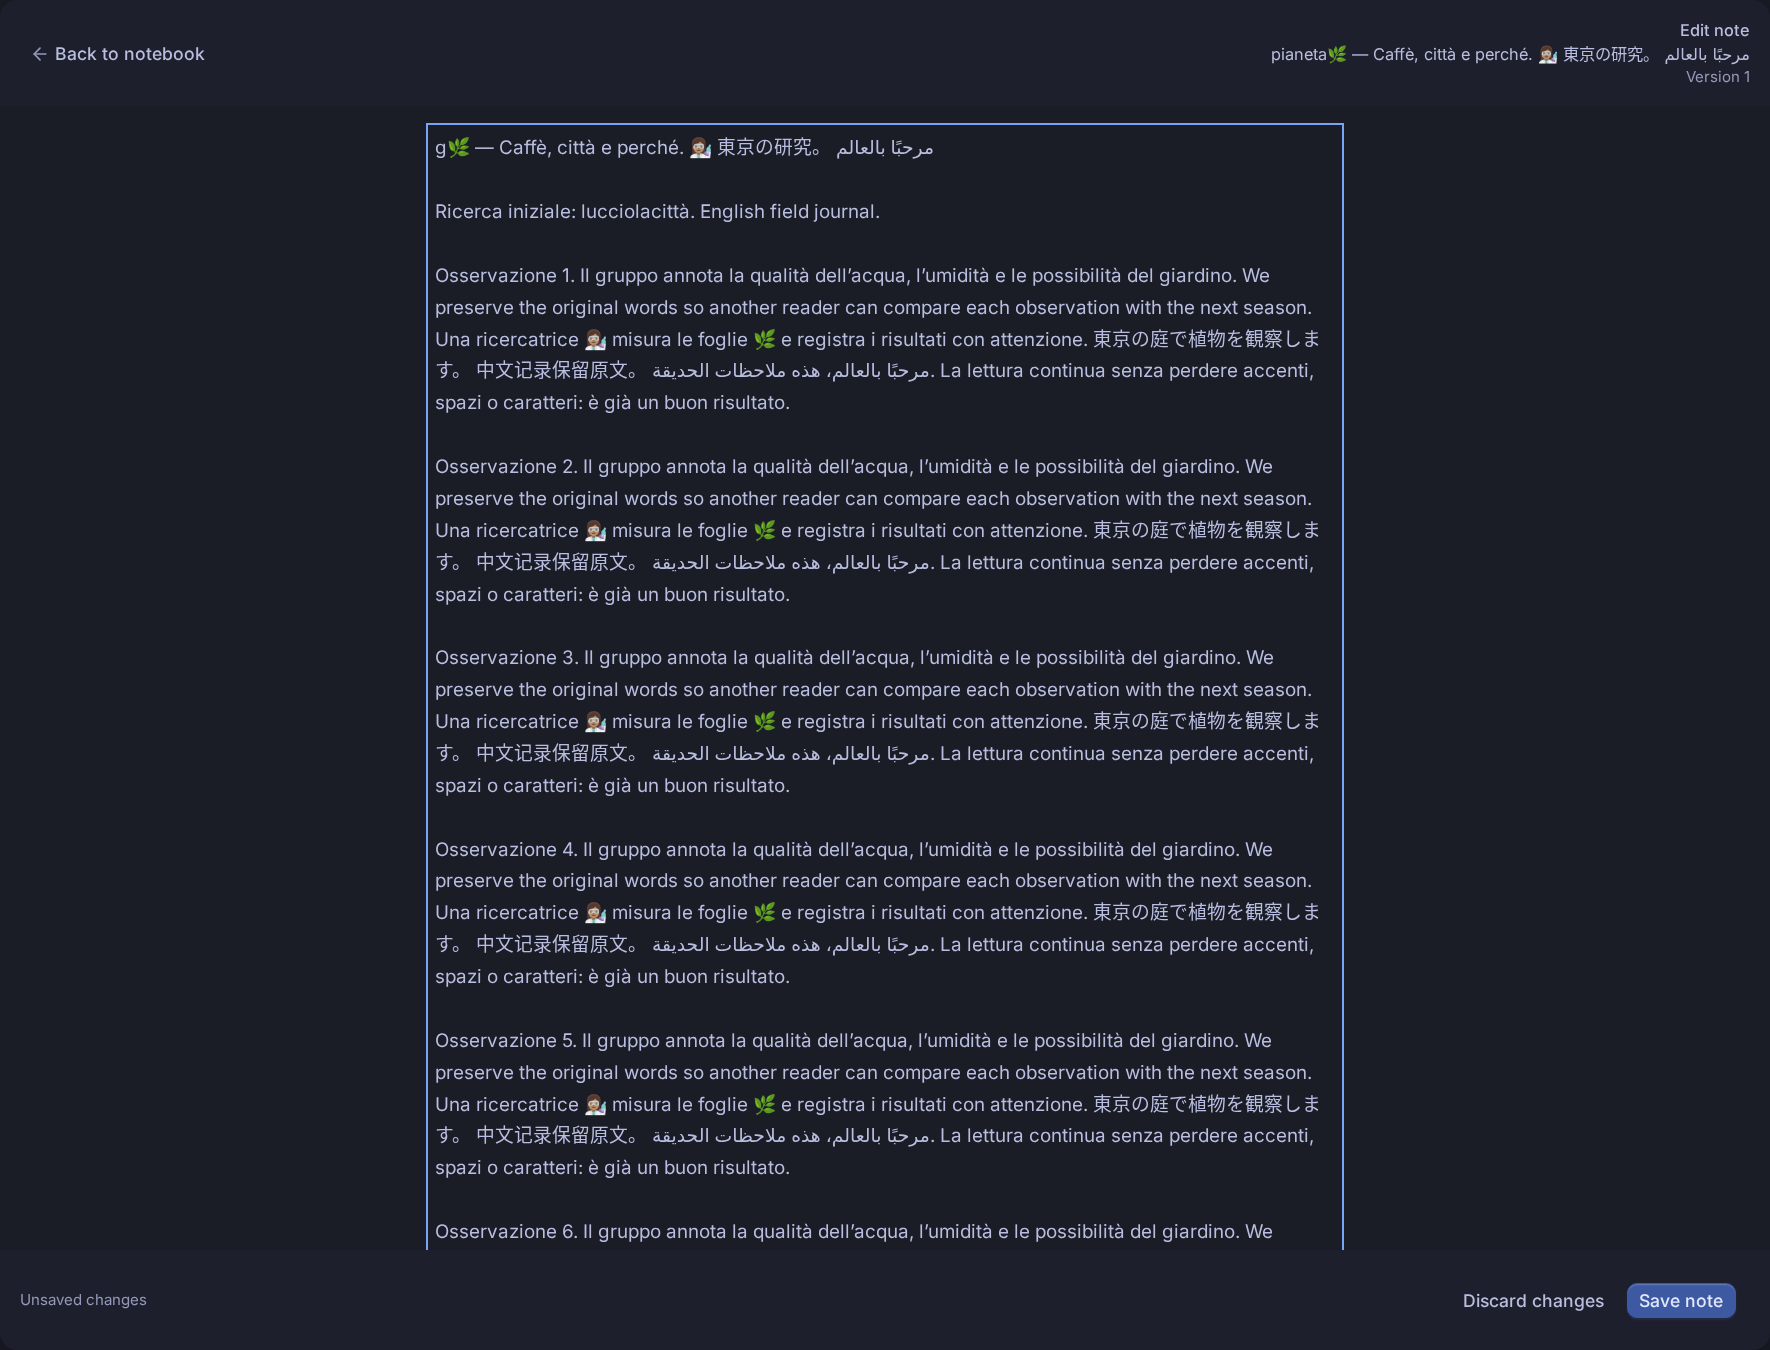 ← Back to notebook
Edit note
pianeta🌿 — Caffè, città e perché. 👩🏼‍🔬 東京の研究。 مرحبًا بالعالم
Version 1
g🌿 — Caffè, città e perché. 👩🏼‍🔬 東京の研究。 مرحبًا بالعالم
Ricerca iniziale: lucciolacittà. English field journal.
Osservazione 1. Il gruppo annota la qualità dell’acqua, l’umidità e le possibilità del giardino. We
preserve the original words so another reader can compare each observation with the next season.
Una ricercatrice 👩🏼‍🔬 misura le foglie 🌿 e registra i risultati con attenzione. 東京の庭で植物を観察しま
す。 中文记录保留原文。 مرحبًا بالعالم، هذه ملاحظات الحديقة. La lettura continua senza perdere accenti,
spazi o caratteri: è già un buon risultato.
Osservazione 2. Il gruppo annota la qualità dell’acqua, l’umidità e le possibilità del giardino. We
preserve the original words so another reader can compare each observation with the next season.
Una ricercatrice 👩🏼‍🔬 misura le foglie 🌿 e registra i risultati con attenzione. 東京の庭で植物を観察しま
す。 中文记录保留原文。 مرحبًا بالعالم، هذه ملاحظات الحديقة. La lettura continua senza perdere accenti,
spazi o caratteri: è già un buon risultato.
Osservazione 3. Il gruppo annota la qualità dell’acqua, l’umidità e le possibilità del giardino. We
preserve the original words so another reader can compare each observation with the next season.
Una ricercatrice 👩🏼‍🔬 misura le foglie 🌿 e registra i risultati con attenzione. 東京の庭で植物を観察しま
す。 中文记录保留原文。 مرحبًا بالعالم، هذه ملاحظات الحديقة. La lettura continua senza perdere accenti,
spazi o caratteri: è già un buon risultato.
Osservazione 4. Il gruppo annota la qualità dell’acqua, l’umidità e le possibilità del giardino. We
preserve the original words so another reader can compare each observation with the next season.
Una ricercatrice 👩🏼‍🔬 misura le foglie 🌿 e registra i risultati con attenzione. 東京の庭で植物を観察しま
す。 中文记录保留原文。 مرحبًا بالعالم، هذه ملاحظات الحديقة. La lettura continua senza perdere accenti,
spazi o caratteri: è già un buon risultato.
Osservazione 5. Il gruppo annota la qualità dell’acqua, l’umidità e le possibilità del giardino. We
preserve the original words so another reader can compare each observation with the next season.
Una ricercatrice 👩🏼‍🔬 misura le foglie 🌿 e registra i risultati con attenzione. 東京の庭で植物を観察しま
す。 中文记录保留原文。 مرحبًا بالعالم، هذه ملاحظات الحديقة. La lettura continua senza perdere accenti,
spazi o caratteri: è già un buon risultato.
Osservazione 6. Il gruppo annota la qualità dell’acqua, l’umidità e le possibilità del giardino. We
Unsaved changes
Discard changes
Save note